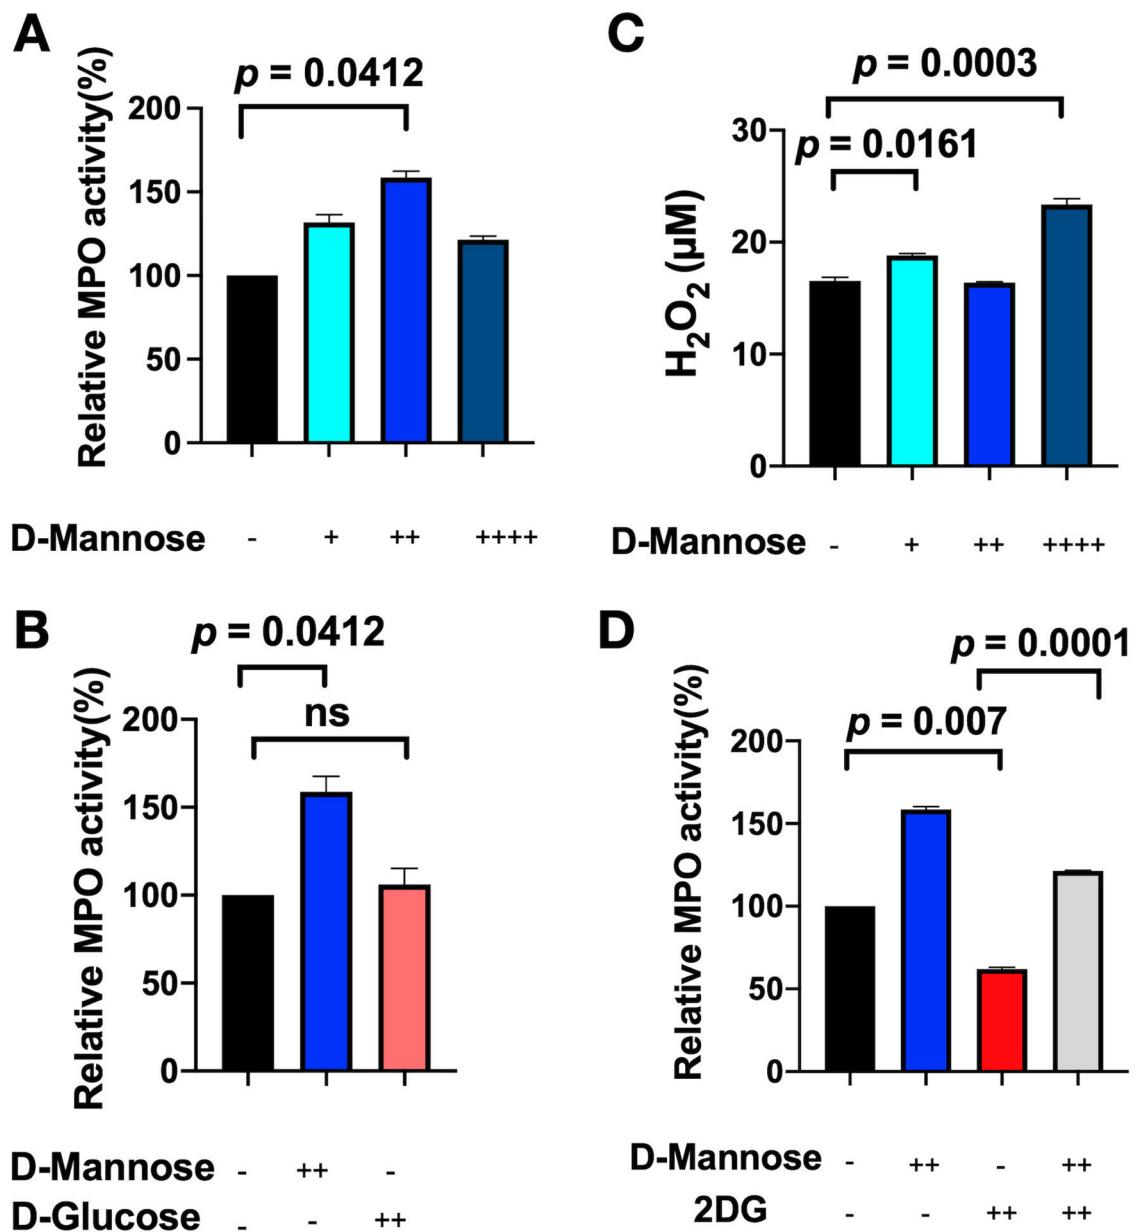 A
p = 0.0412
Relative MPO activity(%)
200
150
100
50
0
D-Mannose - + ++ ++++
C
p = 0.0003
p = 0.0161
H₂O₂ (μM)
30
20
10
0
D-Mannose - + ++ ++++
B
p = 0.0412
ns
Relative MPO activity(%)
200
150
100
50
0
D-Mannose - ++ -
D-Glucose - - ++
D
p = 0.0001
p = 0.007
Relative MPO activity(%)
200
150
100
50
0
D-Mannose - ++ - ++
2DG - - ++ ++